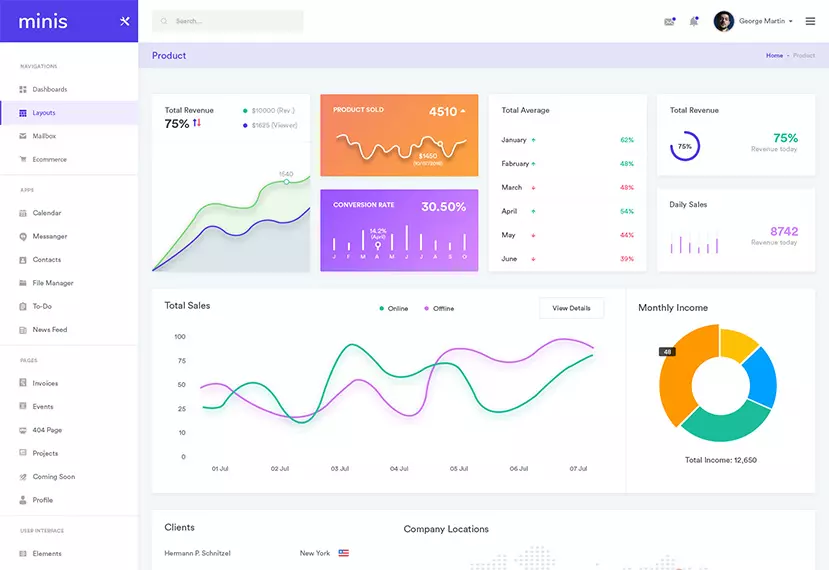 minis
Search...
George Martin
NAVIGATIONS
Dashboards
Layouts
Mailbox
Ecommerce
APPS
Calendar
Messanger
Contacts
File Manager
To-Do
News Feed
PAGES
Invoices
Events
404 Page
Projects
Coming Soon
Profile
USER INTERFACE
Elements
Product
Home - Product
Total Revenue
75%
$10000 (Rev.)
$1625 (Viewer)
1540
PRODUCT SOLD
4510
$1650
CONVERSION RATE
30.50%
14.2%
(April)
J F M A M J J A S O
Total Average
January 62%
Fabruary 48%
March 48%
April 54%
May 44%
June 39%
Total Revenue
75%
75%
Revenue today
Daily Sales
8742
Revenue today
Total Sales
Online
Offline
View Details
100
75
50
25
10
0
01 Jul 02 Jul 03 Jul 04 Jul 05 Jul 06 Jul 07 Jul
Monthly Income
48
Total Income: 12,650
Clients
Hermann P. Schnitzel New York
Company Locations